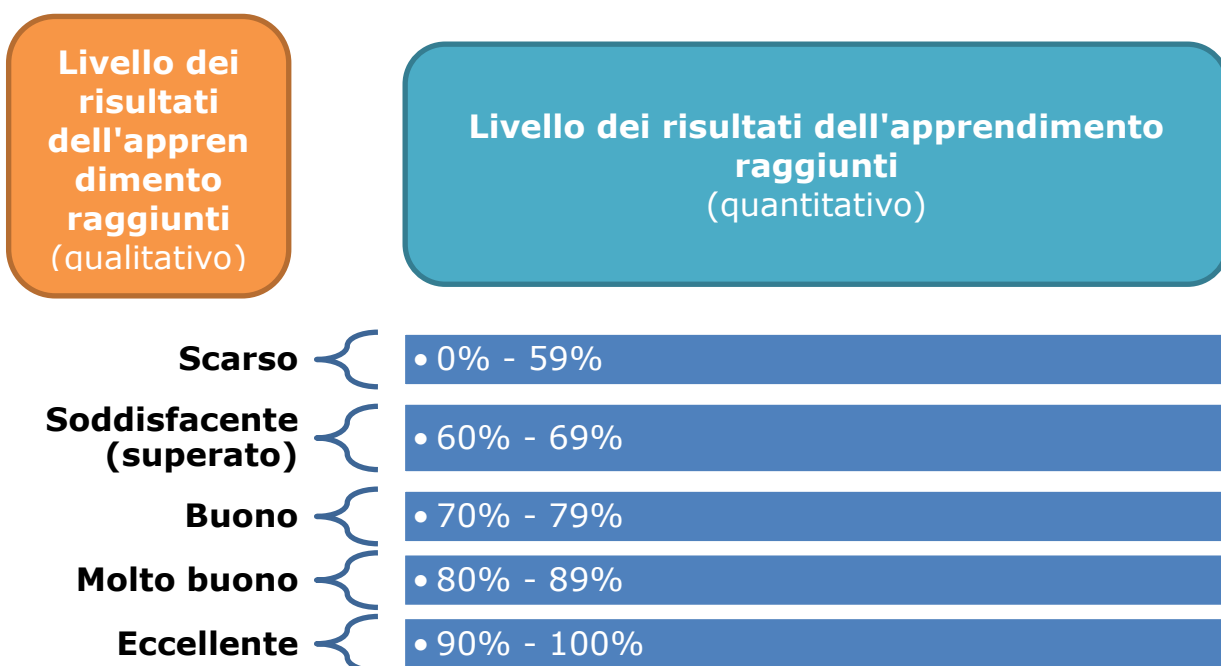 Livello dei
risultati
dell'appren
dimento
raggiunti
(qualitativo)
Livello dei risultati dell'apprendimento
raggiunti
(quantitativo)
Scarso
• 0% - 59%
Soddisfacente
(superato)
• 60% - 69%
Buono
• 70% - 79%
Molto buono
• 80% - 89%
Eccellente
• 90% - 100%